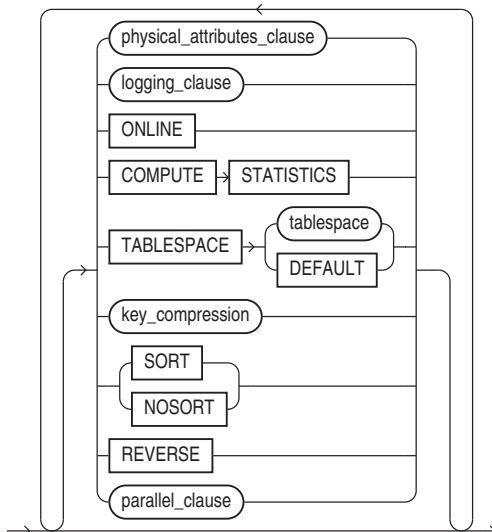 physical_attributes_clause
logging_clause
ONLINE
COMPUTE STATISTICS
tablespace
TABLESPACE
DEFAULT
key_compression
SORT
NOSORT
REVERSE
parallel_clause